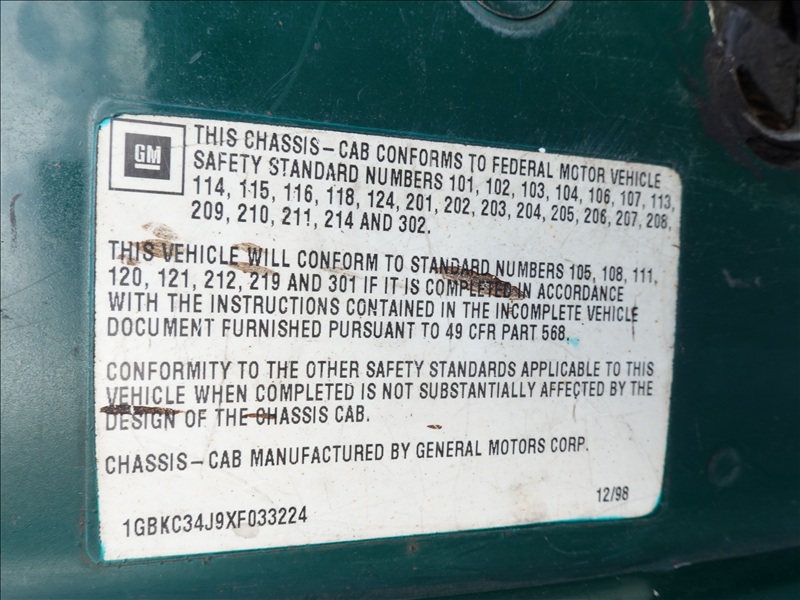 GM
THIS CHASSIS-CAB CONFORMS TO FEDERAL MOTOR VEHICLE
SAFETY STANDARD NUMBERS 101, 102, 103, 104, 106, 107, 113,
114, 115, 116, 118, 124, 201, 202, 203, 204, 205, 206, 207, 208,
209, 210, 211, 214 AND 302.
THIS VEHICLE WILL CONFORM TO STANDARD NUMBERS 105, 108, 111,
120, 121, 212, 219 AND 301 IF IT IS COMPLETED IN ACCORDANCE
WITH THE INSTRUCTIONS CONTAINED IN THE INCOMPLETE VEHICLE
DOCUMENT FURNISHED PURSUANT TO 49 CFR PART 568.
CONFORMITY TO THE OTHER SAFETY STANDARDS APPLICABLE TO THIS
VEHICLE WHEN COMPLETED IS NOT SUBSTANTIALLY AFFECTED BY THE
DESIGN OF THE CHASSIS CAB.
CHASSIS-CAB MANUFACTURED BY GENERAL MOTORS CORP.
12/98
1GBKC34J9XF033224